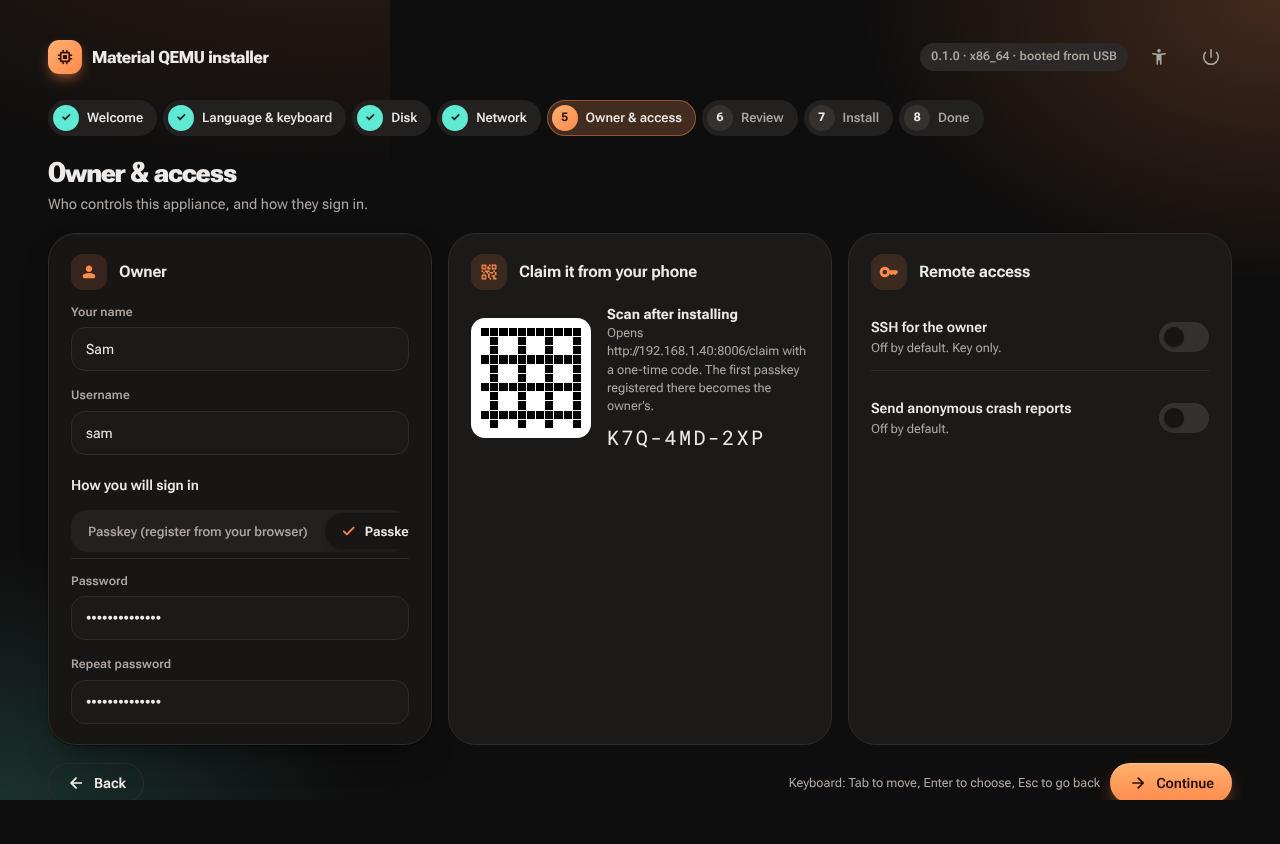 Material QEMU installer
0.1.0 · x86_64 · booted from USB
Welcome
Language & keyboard
Disk
Network
5 Owner & access
6 Review
7 Install
8 Done
Owner & access
Who controls this appliance, and how they sign in.
Owner
Your name
Sam
Username
sam
How you will sign in
Passkey (register from your browser)
Passke
Password
••••••••••••••
Repeat password
••••••••••••••
Claim it from your phone
Scan after installing
Opens
http://192.168.1.40:8006/claim with
a one-time code. The first passkey
registered there becomes the
owner's.
K7Q-4MD-2XP
Remote access
SSH for the owner
Off by default. Key only.
Send anonymous crash reports
Off by default.
Back
Keyboard: Tab to move, Enter to choose, Esc to go back
Continue